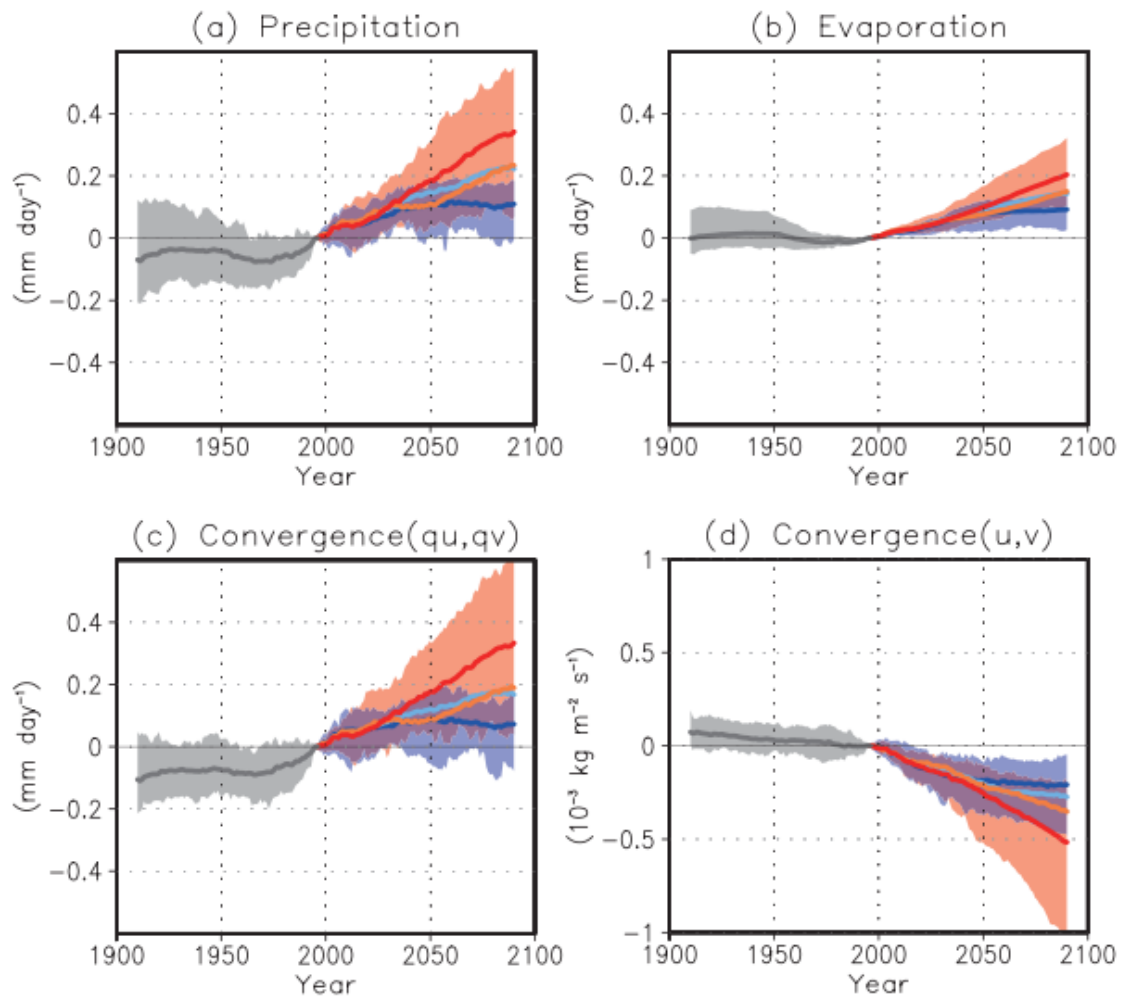 (a) Precipitation
(mm day⁻¹)
0.4
0.2
0
−0.2
−0.4
1900 1950 2000 2050 2100
Year
(b) Evaporation
(mm day⁻¹)
0.4
0.2
0
−0.2
−0.4
1900 1950 2000 2050 2100
Year
(c) Convergence(qu,qv)
(mm day⁻¹)
0.4
0.2
0
−0.2
−0.4
1900 1950 2000 2050 2100
Year
(d) Convergence(u,v)
(10⁻³ kg m⁻² s⁻¹)
1
0.5
0
−0.5
−1
1900 1950 2000 2050 2100
Year